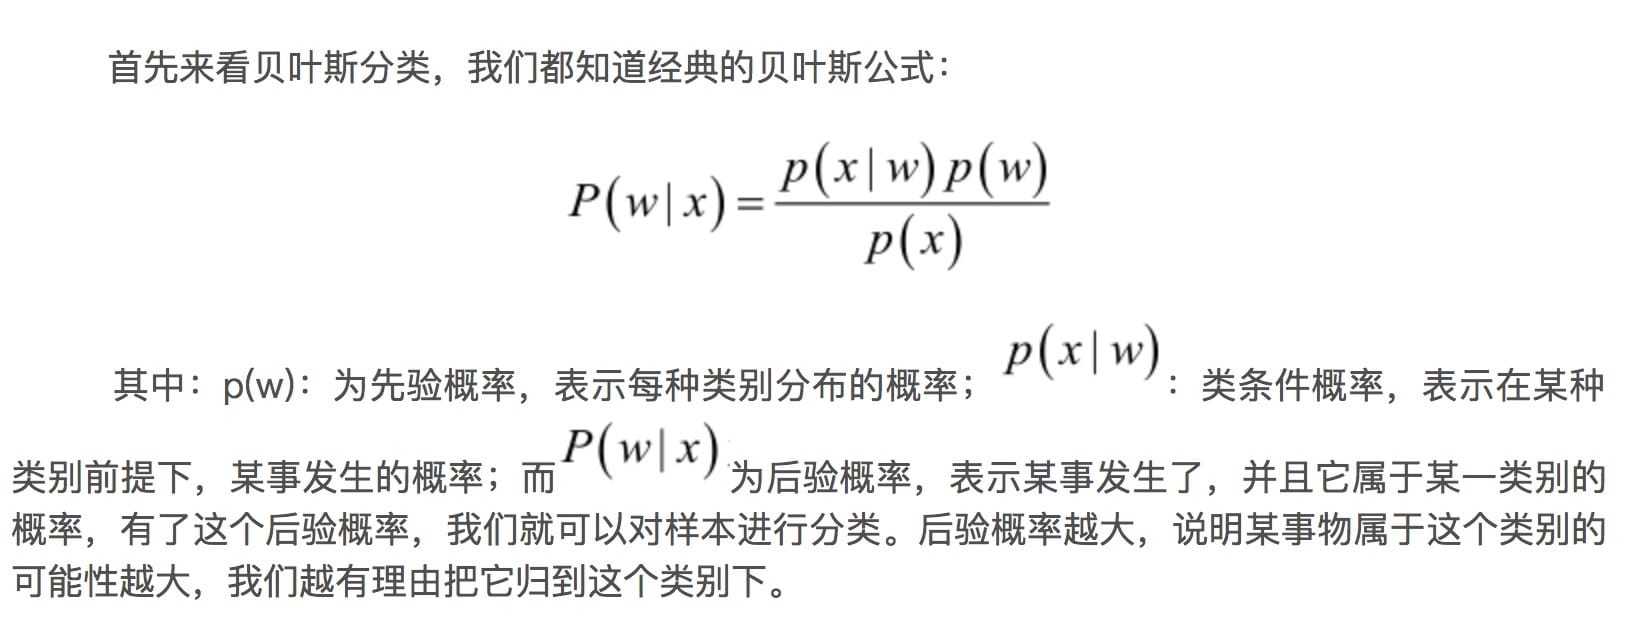 首先来看贝叶斯分类，我们都知道经典的贝叶斯公式：
P(w|x)=p(x|w)p(w)/p(x)
其中：p(w)：为先验概率，表示每种类别分布的概率；p(x|w)：类条件概率，表示在某种
类别前提下，某事发生的概率；而P(w|x)为后验概率，表示某事发生了，并且它属于某一类别的
概率，有了这个后验概率，我们就可以对样本进行分类。后验概率越大，说明某事物属于这个类别的
可能性越大，我们越有理由把它归到这个类别下。